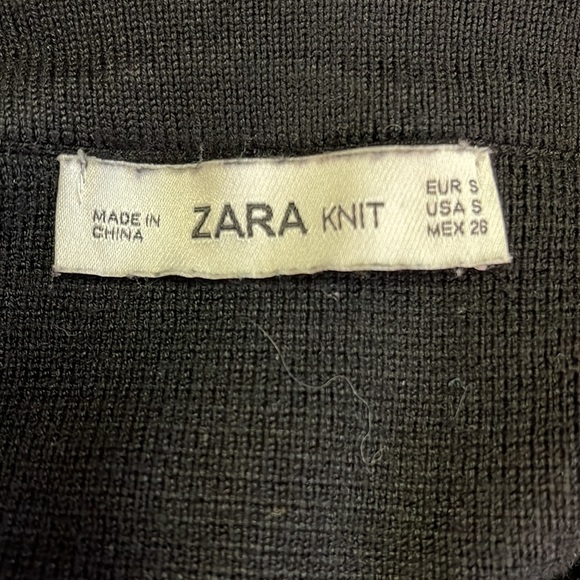 MADE IN
CHINA
ZARA KNIT
EUR S
USA S
MEX 26